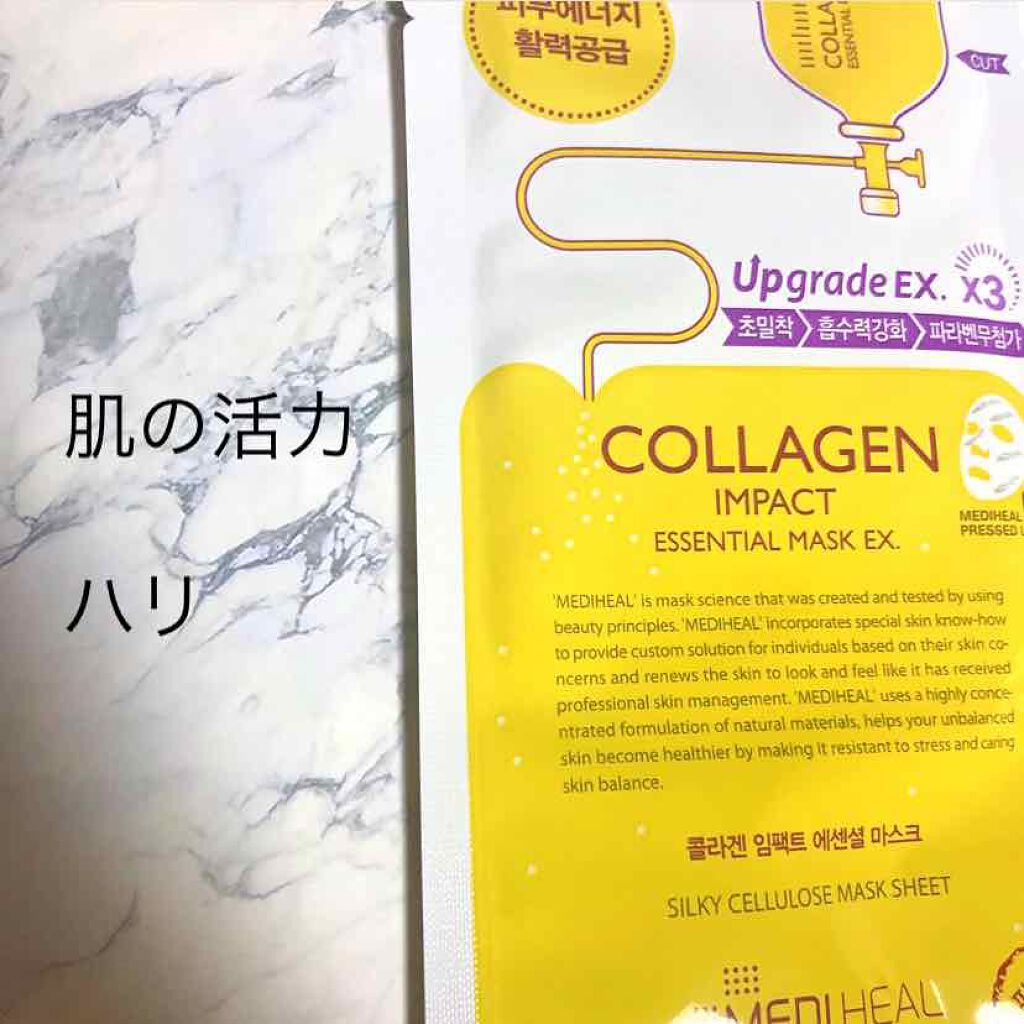 피부에너지
활력공급
COLLA
ESSENTIAL
CUT
UpgradeEX. x3
초밀착 흡수력강화 파라벤무첨가
肌の活力
ハリ
COLLAGEN
IMPACT
ESSENTIAL MASK EX.
MEDIHEAL
PRESSED
'MEDIHEAL' is mask science that was created and tested by using
beauty principles. 'MEDIHEAL' incorporates special skin know-how
to provide custom solution for individuals based on their skin co-
ncerns and renews the skin to look and feel like it has received
professional skin management. 'MEDIHEAL' uses a highly conce-
ntrated formulation of natural materials, helps your unbalanced
skin become healthier by making it resistant to stress and caring
skin balance.
콜라겐 임팩트 에센셜 마스크
SILKY CELLULOSE MASK SHEET
MEDIHEAL